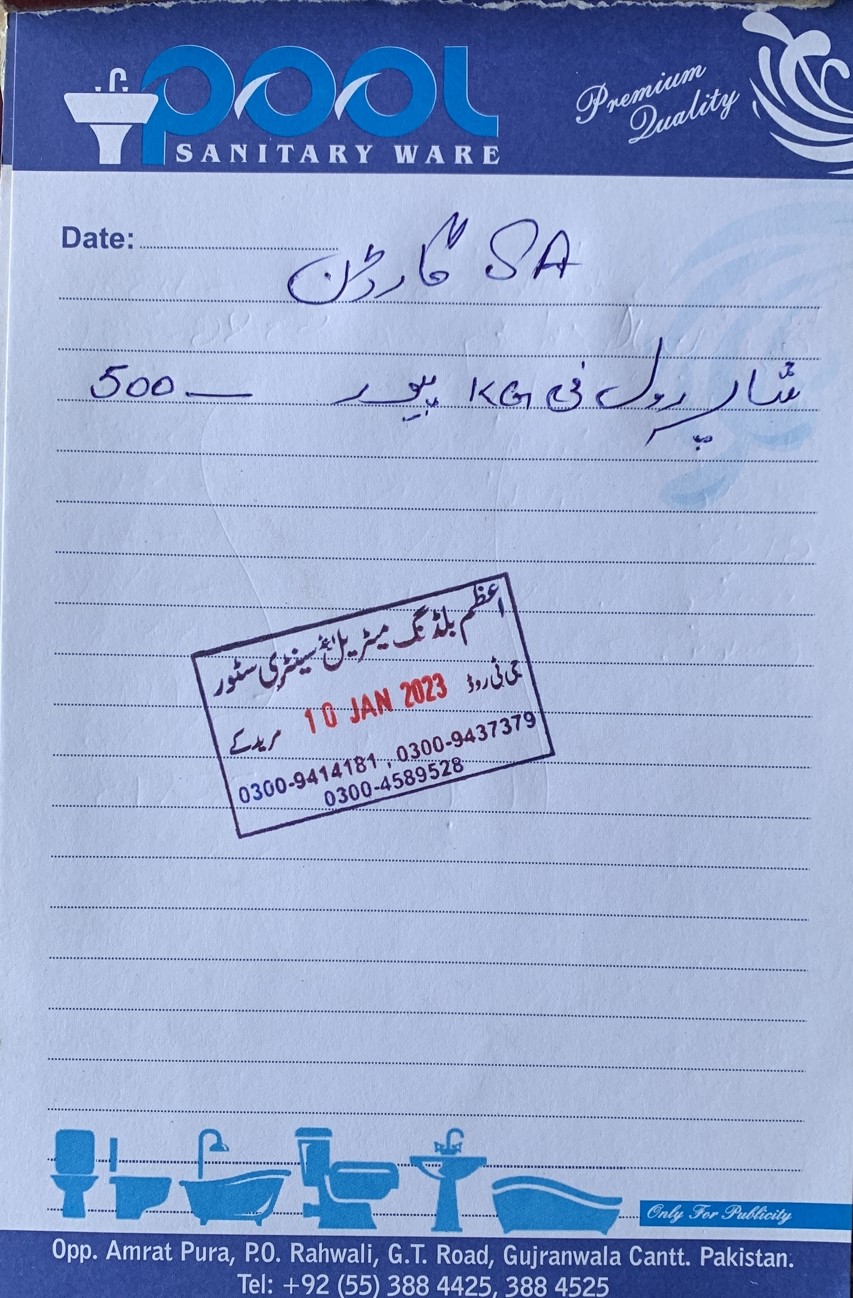 POOL
SANITARY WARE
Premium
Quality
Date:
SA گارڈن
شاپر رول فی KG پیور 500
اعظم بلڈنگ میٹریل اینڈ سینٹری سٹور
جی ٹی روڈ 10 JAN 2023 مریدکے
0300-9414181 , 0300-9437379
0300-4589528
Only For Publicity
Opp. Amrat Pura, P.O. Rahwali, G.T. Road, Gujranwala Cantt. Pakistan.
Tel: +92 (55) 388 4425, 388 4525